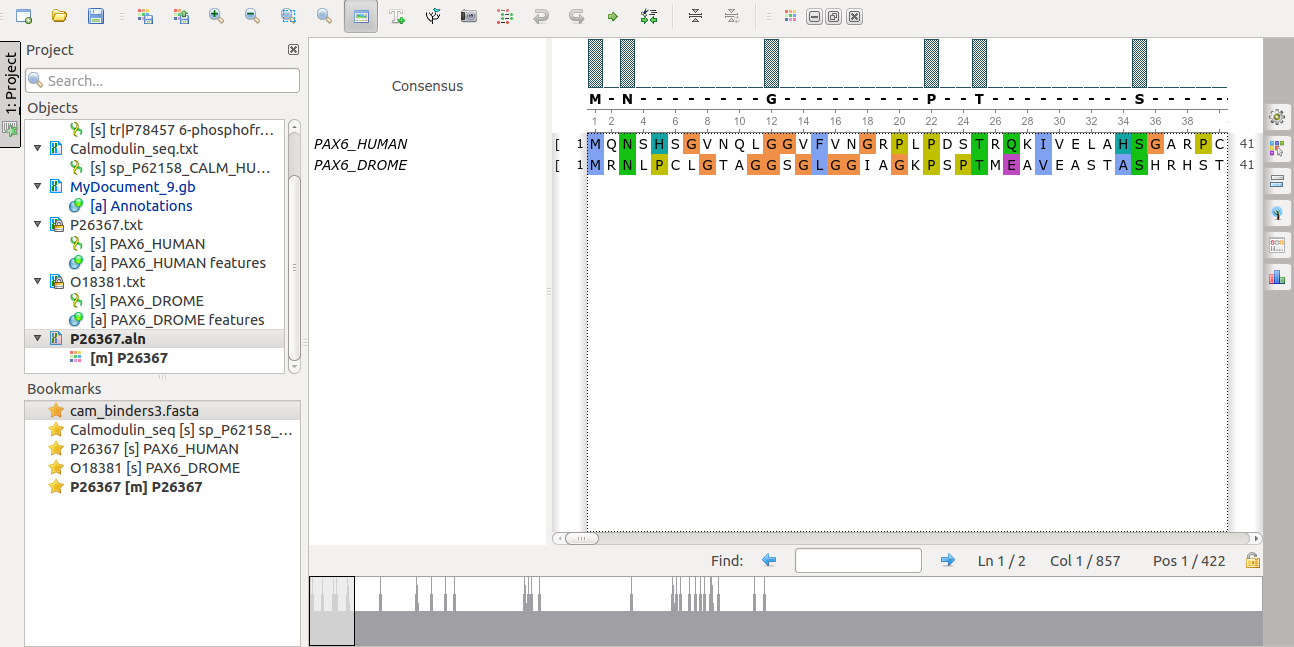 1: Project
Project
Search...
Objects
[s] tr|P78457 6-phosphofr...
Calmodulin_seq.txt
[s] sp_P62158_CALM_HU...
MyDocument_9.gb
[a] Annotations
P26367.txt
[s] PAX6_HUMAN
[a] PAX6_HUMAN features
O18381.txt
[s] PAX6_DROME
[a] PAX6_DROME features
P26367.aln
[m] P26367
Bookmarks
cam_binders3.fasta
Calmodulin_seq [s] sp_P62158_...
P26367 [s] PAX6_HUMAN
O18381 [s] PAX6_DROME
P26367 [m] P26367
Consensus
M - N - - - - - - - - G - - - - - - - - - P - - T - - - - - - - - - S - - - - -
1 2 4 6 8 10 12 14 16 18 20 22 24 26 28 30 32 34 36 38
PAX6_HUMAN [ 1 M Q N S H S G V N Q L G G V F V N G R P L P D S T R Q K I V E L A H S G A R P C 41
PAX6_DROME [ 1 M R N L P C L G T A G G S G L G G I A G K P S P T M E A V E A S T A S H R H S T 41
Find: Ln 1 / 2 Col 1 / 857 Pos 1 / 422